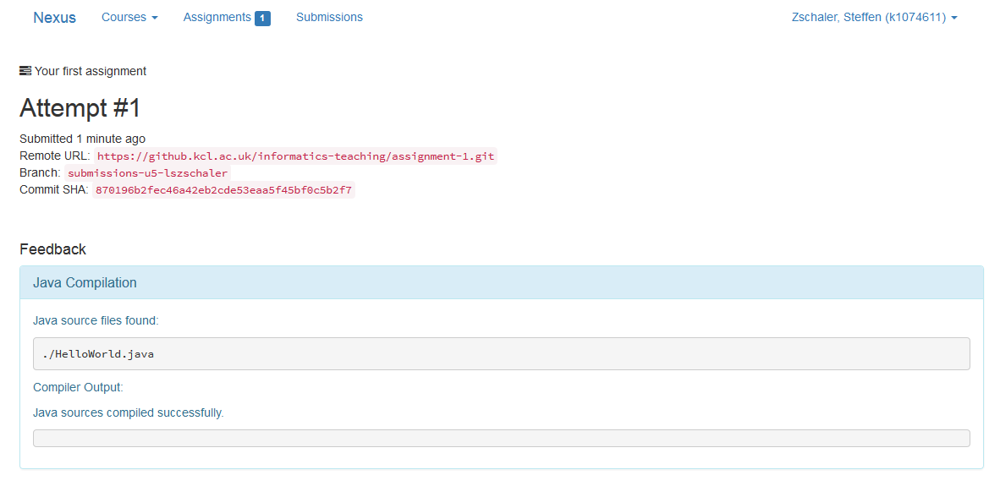 Nexus Courses Assignments 1 Submissions Zschaler, Steffen (k1074611)
Your first assignment
Attempt #1
Submitted 1 minute ago
Remote URL: https://github.kcl.ac.uk/informatics-teaching/assignment-1.git
Branch: submissions-u5-lszschaler
Commit SHA: 870196b2fec46a42eb2cde53eaa5f45bf0c5b2f7
Feedback
Java Compilation
Java source files found:
./HelloWorld.java
Compiler Output:
Java sources compiled successfully.